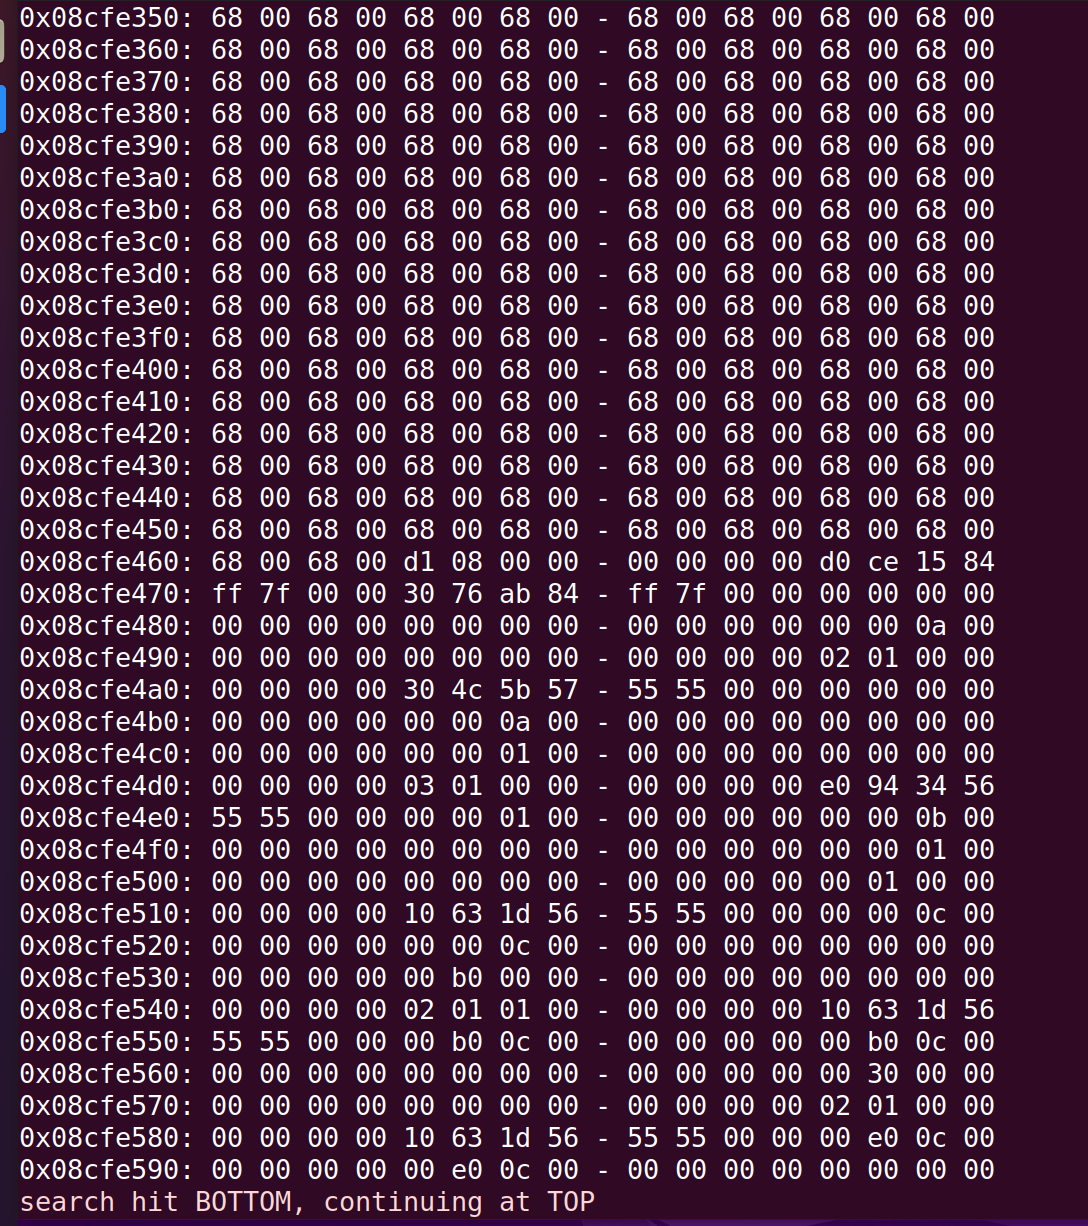 0x08cfe350: 68 00 68 00 68 00 68 00 - 68 00 68 00 68 00 68 00
0x08cfe360: 68 00 68 00 68 00 68 00 - 68 00 68 00 68 00 68 00
0x08cfe370: 68 00 68 00 68 00 68 00 - 68 00 68 00 68 00 68 00
0x08cfe380: 68 00 68 00 68 00 68 00 - 68 00 68 00 68 00 68 00
0x08cfe390: 68 00 68 00 68 00 68 00 - 68 00 68 00 68 00 68 00
0x08cfe3a0: 68 00 68 00 68 00 68 00 - 68 00 68 00 68 00 68 00
0x08cfe3b0: 68 00 68 00 68 00 68 00 - 68 00 68 00 68 00 68 00
0x08cfe3c0: 68 00 68 00 68 00 68 00 - 68 00 68 00 68 00 68 00
0x08cfe3d0: 68 00 68 00 68 00 68 00 - 68 00 68 00 68 00 68 00
0x08cfe3e0: 68 00 68 00 68 00 68 00 - 68 00 68 00 68 00 68 00
0x08cfe3f0: 68 00 68 00 68 00 68 00 - 68 00 68 00 68 00 68 00
0x08cfe400: 68 00 68 00 68 00 68 00 - 68 00 68 00 68 00 68 00
0x08cfe410: 68 00 68 00 68 00 68 00 - 68 00 68 00 68 00 68 00
0x08cfe420: 68 00 68 00 68 00 68 00 - 68 00 68 00 68 00 68 00
0x08cfe430: 68 00 68 00 68 00 68 00 - 68 00 68 00 68 00 68 00
0x08cfe440: 68 00 68 00 68 00 68 00 - 68 00 68 00 68 00 68 00
0x08cfe450: 68 00 68 00 68 00 68 00 - 68 00 68 00 68 00 68 00
0x08cfe460: 68 00 68 00 d1 08 00 00 - 00 00 00 00 d0 ce 15 84
0x08cfe470: ff 7f 00 00 30 76 ab 84 - ff 7f 00 00 00 00 00 00
0x08cfe480: 00 00 00 00 00 00 00 00 - 00 00 00 00 00 00 0a 00
0x08cfe490: 00 00 00 00 00 00 00 00 - 00 00 00 00 02 01 00 00
0x08cfe4a0: 00 00 00 00 30 4c 5b 57 - 55 55 00 00 00 00 00 00
0x08cfe4b0: 00 00 00 00 00 00 0a 00 - 00 00 00 00 00 00 00 00
0x08cfe4c0: 00 00 00 00 00 00 01 00 - 00 00 00 00 00 00 00 00
0x08cfe4d0: 00 00 00 00 03 01 00 00 - 00 00 00 00 e0 94 34 56
0x08cfe4e0: 55 55 00 00 00 00 01 00 - 00 00 00 00 00 00 0b 00
0x08cfe4f0: 00 00 00 00 00 00 00 00 - 00 00 00 00 00 00 01 00
0x08cfe500: 00 00 00 00 00 00 00 00 - 00 00 00 00 00 01 00 00
0x08cfe510: 00 00 00 00 10 63 1d 56 - 55 55 00 00 00 00 0c 00
0x08cfe520: 00 00 00 00 00 00 0c 00 - 00 00 00 00 00 00 00 00
0x08cfe530: 00 00 00 00 00 b0 00 00 - 00 00 00 00 00 00 00 00
0x08cfe540: 00 00 00 00 02 01 01 00 - 00 00 00 00 10 63 1d 56
0x08cfe550: 55 55 00 00 00 b0 0c 00 - 00 00 00 00 00 b0 0c 00
0x08cfe560: 00 00 00 00 00 00 00 00 - 00 00 00 00 00 30 00 00
0x08cfe570: 00 00 00 00 00 00 00 00 - 00 00 00 00 02 01 00 00
0x08cfe580: 00 00 00 00 10 63 1d 56 - 55 55 00 00 00 e0 0c 00
0x08cfe590: 00 00 00 00 00 e0 0c 00 - 00 00 00 00 00 00 00 00
search hit BOTTOM, continuing at TOP